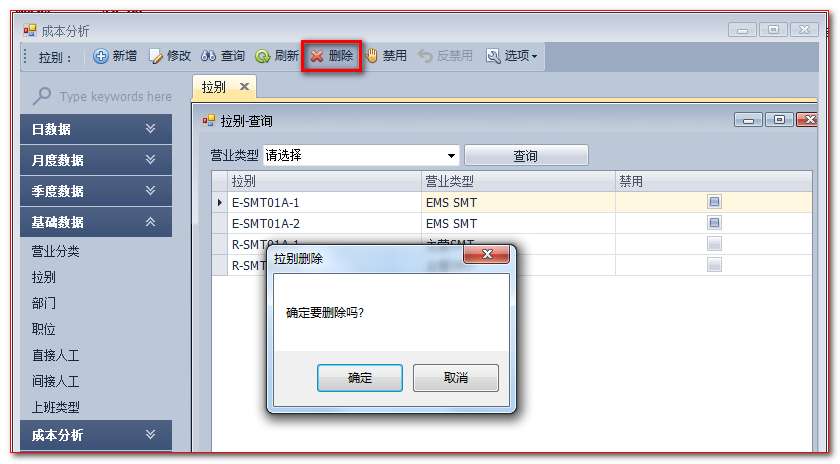 成本分析
拉别： 新增 修改 查询 刷新 删除 禁用 反禁用 选项
Type keywords here
日数据
月度数据
季度数据
基础数据
营业分类
拉别
部门
职位
直接人工
间接人工
上班类型
成本分析
拉别
拉别-查询
营业类型 请选择 查询
拉别 营业类型 禁用
E-SMT01A-1 EMS SMT
E-SMT01A-2 EMS SMT
R-SMT01A-1 主营SMT
R-SMT
拉别删除
确定要删除吗?
确定 取消